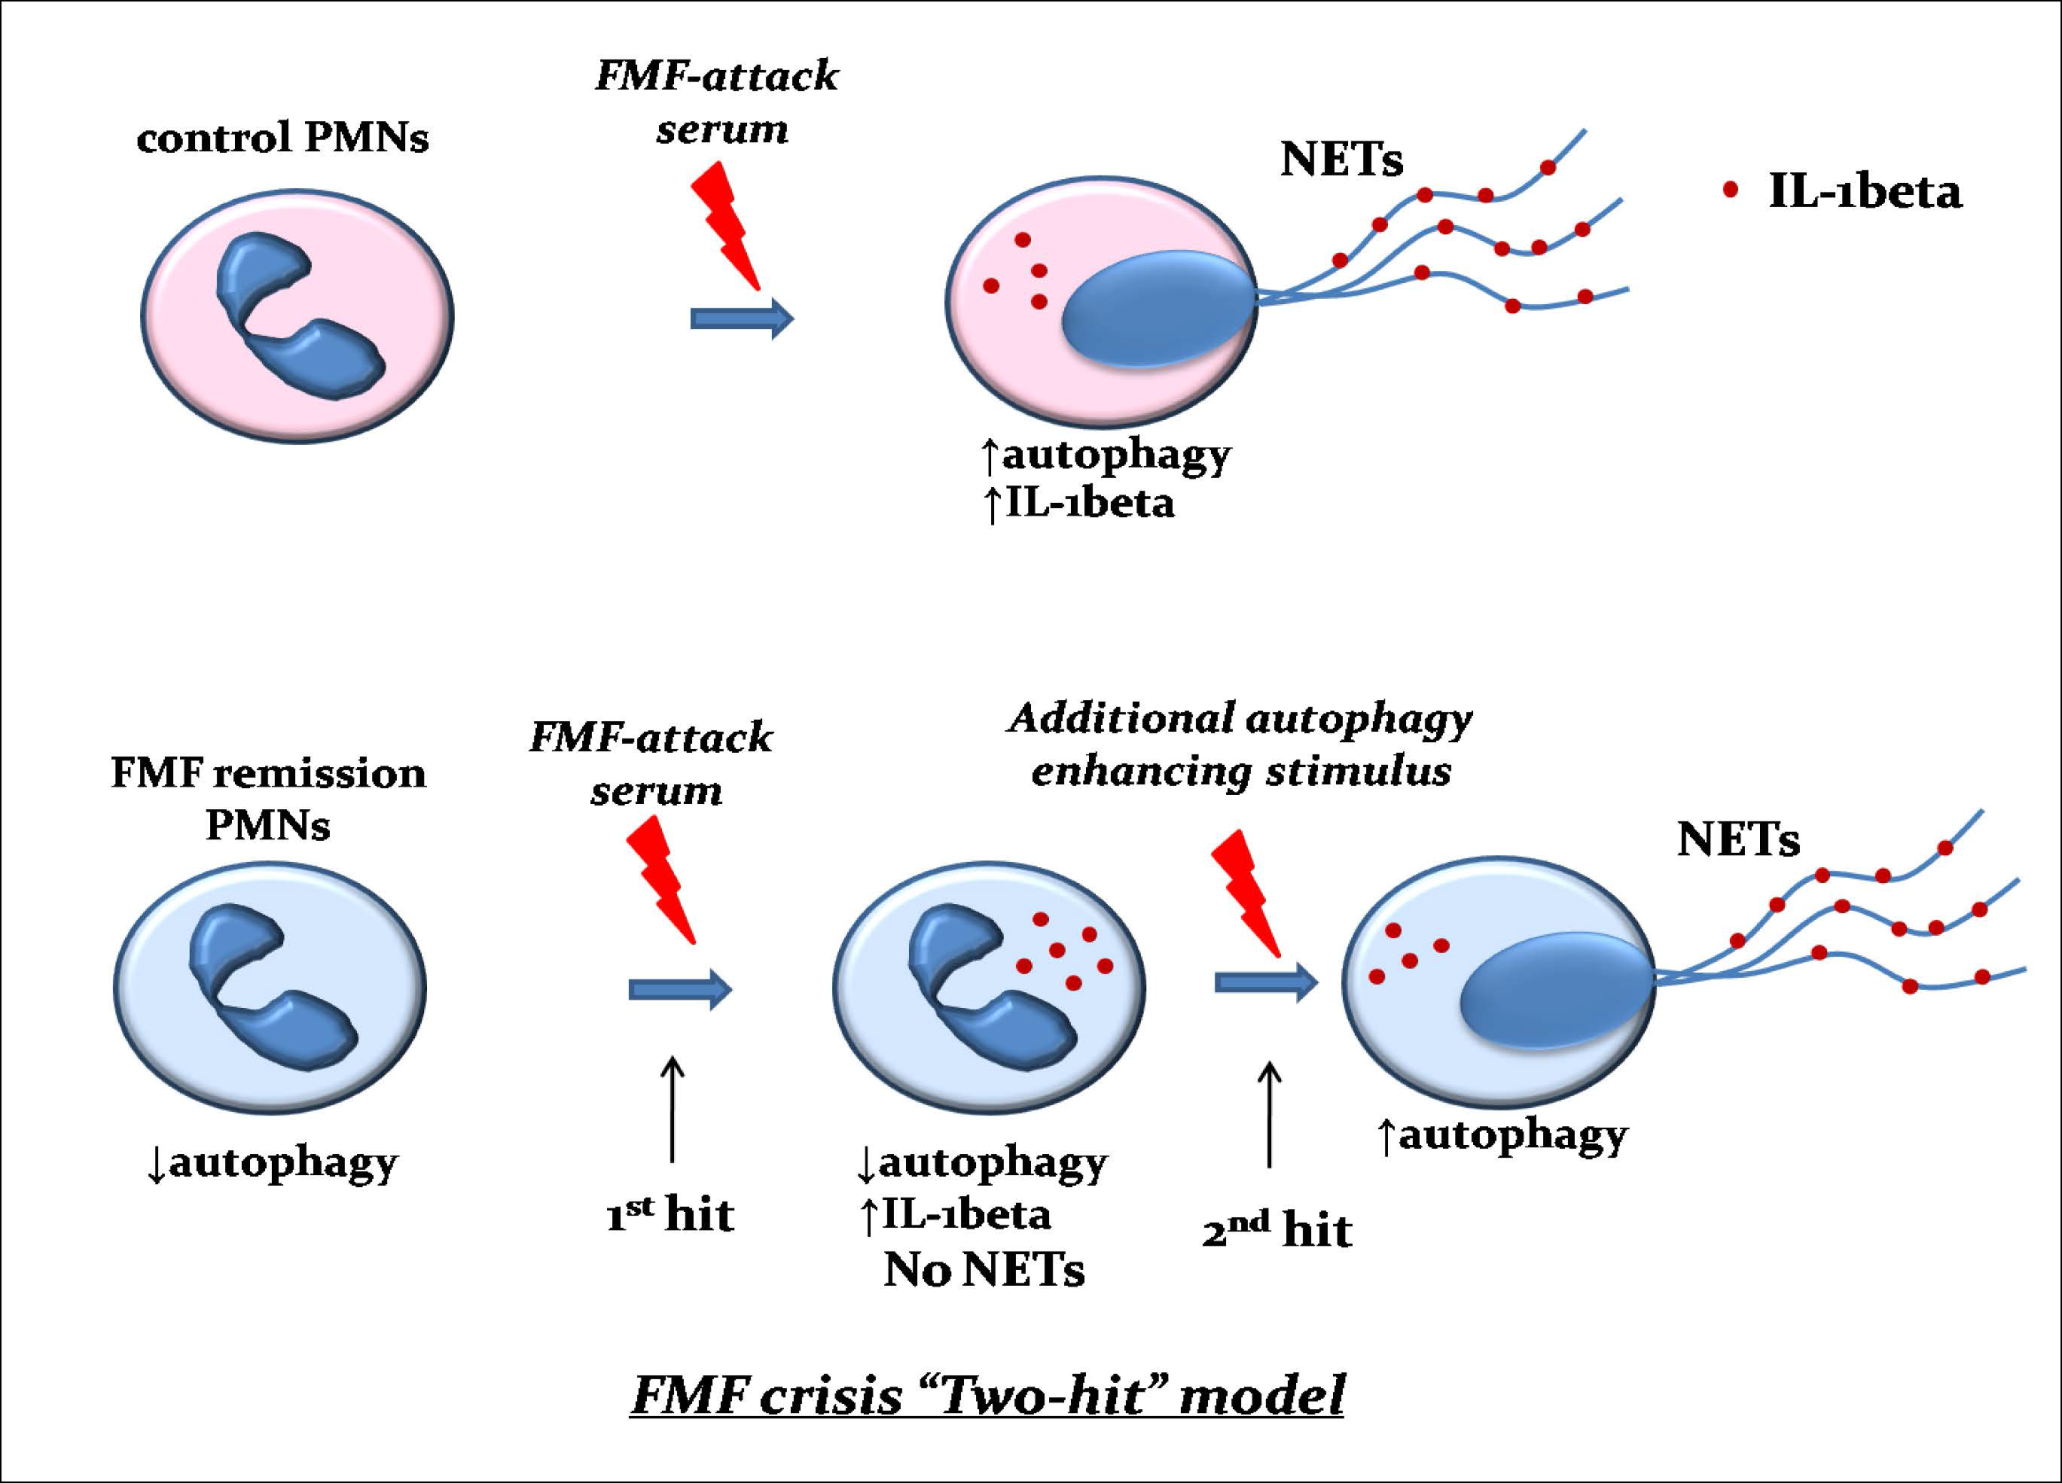 control PMNs
FMF-attack
serum
NETs
IL-1beta
↑autophagy
↑IL-1beta
FMF remission
PMNs
FMF-attack
serum
Additional autophagy
enhancing stimulus
NETs
↓autophagy
1st hit
↓autophagy
↑IL-1beta
No NETs
2nd hit
↑autophagy
FMF crisis “Two-hit” model